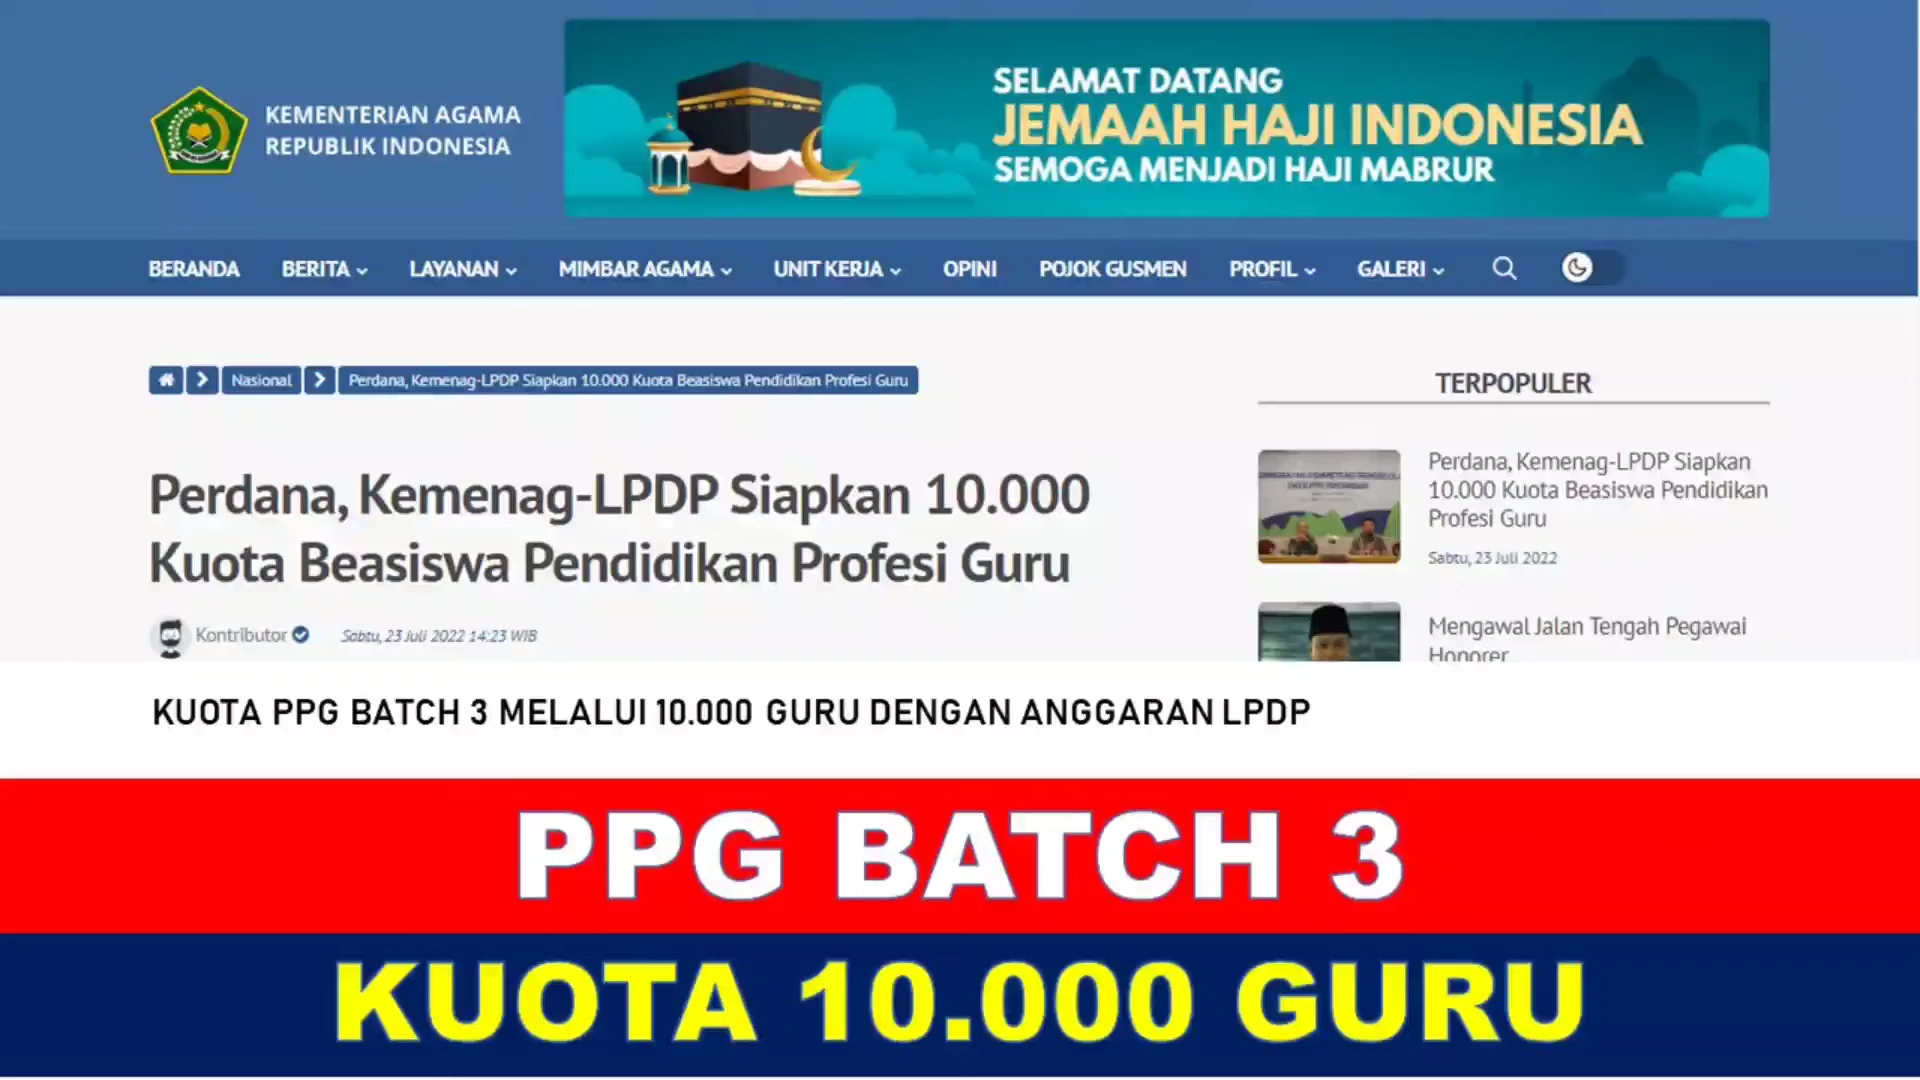 KEMENTERIAN AGAMA
REPUBLIK INDONESIA
SELAMAT DATANG
JEMAAH HAJI INDONESIA
SEMOGA MENJADI HAJI MABRUR
BERANDA BERITA LAYANAN MIMBAR AGAMA UNIT KERJA OPINI POJOK GUSMEN PROFIL GALERI
Nasional Perdana, Kemenag-LPDP Siapkan 10.000 Kuota Beasiswa Pendidikan Profesi Guru
Perdana, Kemenag-LPDP Siapkan 10.000
Kuota Beasiswa Pendidikan Profesi Guru
Kontributor Sabtu, 23 Juli 2022 14:23 WIB
TERPOPULER
Perdana, Kemenag-LPDP Siapkan
10.000 Kuota Beasiswa Pendidikan
Profesi Guru
Sabtu, 23 Juli 2022
Mengawal Jalan Tengah Pegawai
Honorer
KUOTA PPG BATCH 3 MELALUI 10.000 GURU DENGAN ANGGARAN LPDP
PPG BATCH 3
KUOTA 10.000 GURU